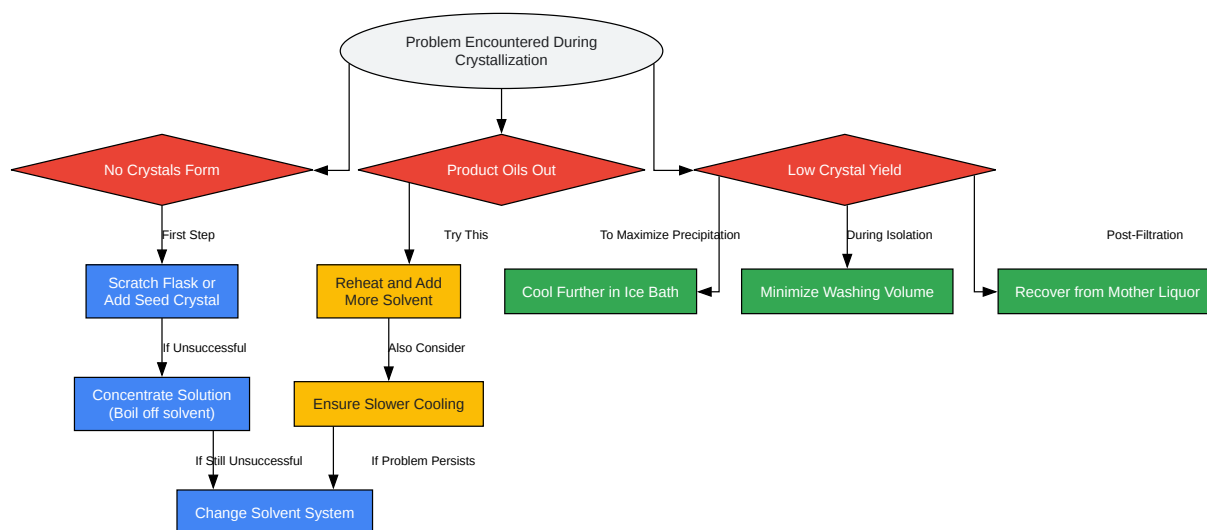 Problem Encountered During
Crystallization
No Crystals Form
Product Oils Out
Low Crystal Yield
First Step
Try This
To Maximize Precipitation
During Isolation
Post-Filtration
Scratch Flask or
Add Seed Crystal
Reheat and Add
More Solvent
Cool Further in Ice Bath
Minimize Washing Volume
Recover from Mother Liquor
If Unsuccessful
Also Consider
Concentrate Solution
(Boil off solvent)
Ensure Slower Cooling
If Still Unsuccessful
If Problem Persists
Change Solvent System